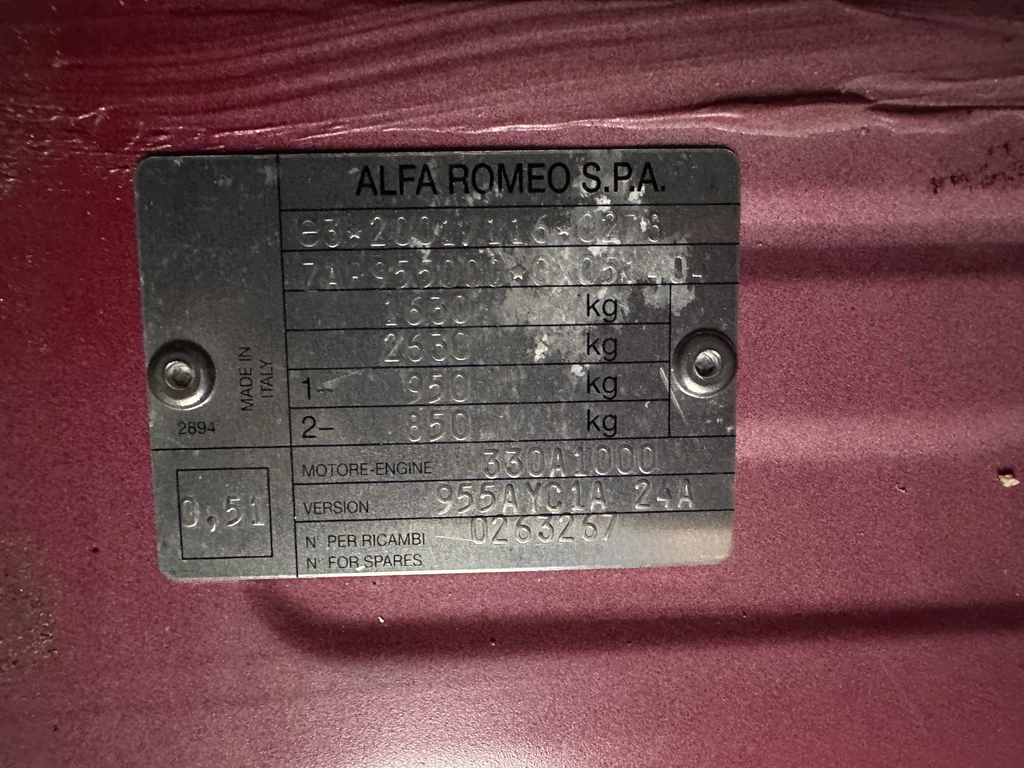 ALFA ROMEO S.P.A.
1630 kg
2630 kg
1- 950 kg
2- 850 kg
MADE IN
ITALY
2894
0,51
MOTORE-ENGINE 330A1000
VERSION 955AYC1A 24A
N° PER RICAMBI 0263267
N° FOR SPARES